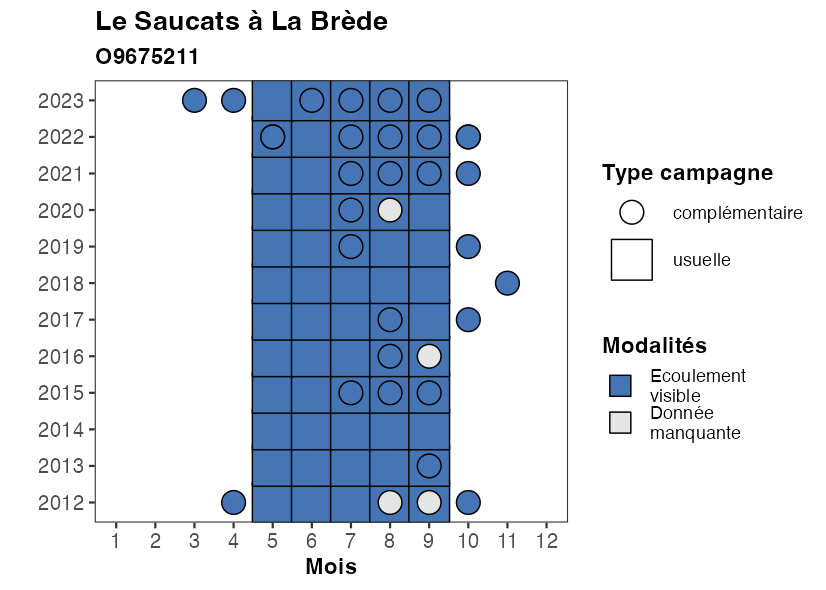 Le Saucats à La Brède
O9675211
2023
2022
2021
2020
2019
2018
2017
2016
2015
2014
2013
2012
1 2 3 4 5 6 7 8 9 10 11 12
Mois
Type campagne
complémentaire
usuelle
Modalités
Ecoulement
visible
Donnée
manquante